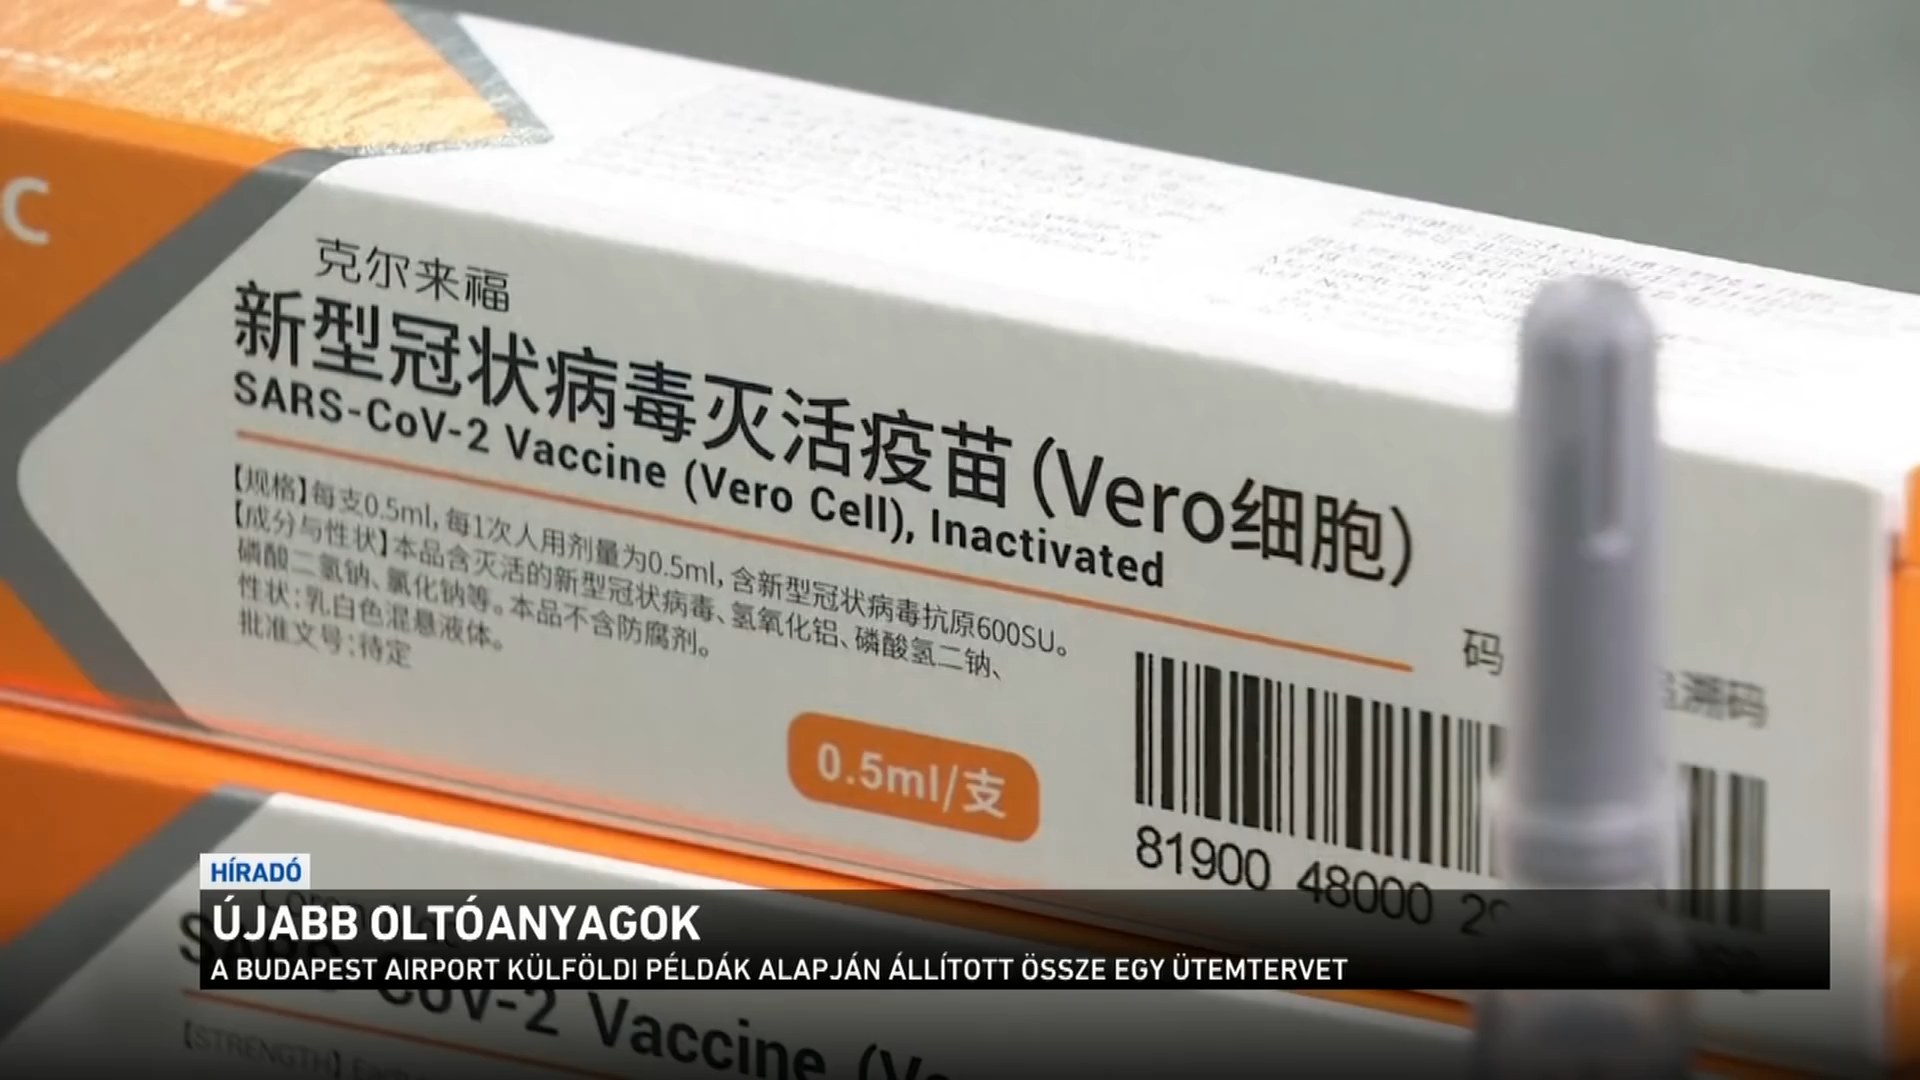 C
克尔来福
新型冠状病毒灭活疫苗(Vero细胞)
SARS-CoV-2 Vaccine (Vero Cell), Inactivated
【规格】每支0.5ml, 每1次人用剂量为0.5ml, 含新型冠状病毒抗原600SU。
【成分与性状】本品含灭活的新型冠状病毒、氢氧化铝、磷酸氢二钠、
磷酸二氢钠、氯化钠等。本品不含防腐剂。
性状:乳白色混悬液体。
批准文号:待定
码
追溯码
0.5ml/支
81900 48000
HÍRADÓ
ÚJABB OLTÓANYAGOK
A BUDAPEST AIRPORT KÜLFÖLDI PÉLDÁK ALAPJÁN ÁLLÍTOTT ÖSSZE EGY ÜTEMTERVET
SARS-CoV-2 Vaccine
【STRENGTH】